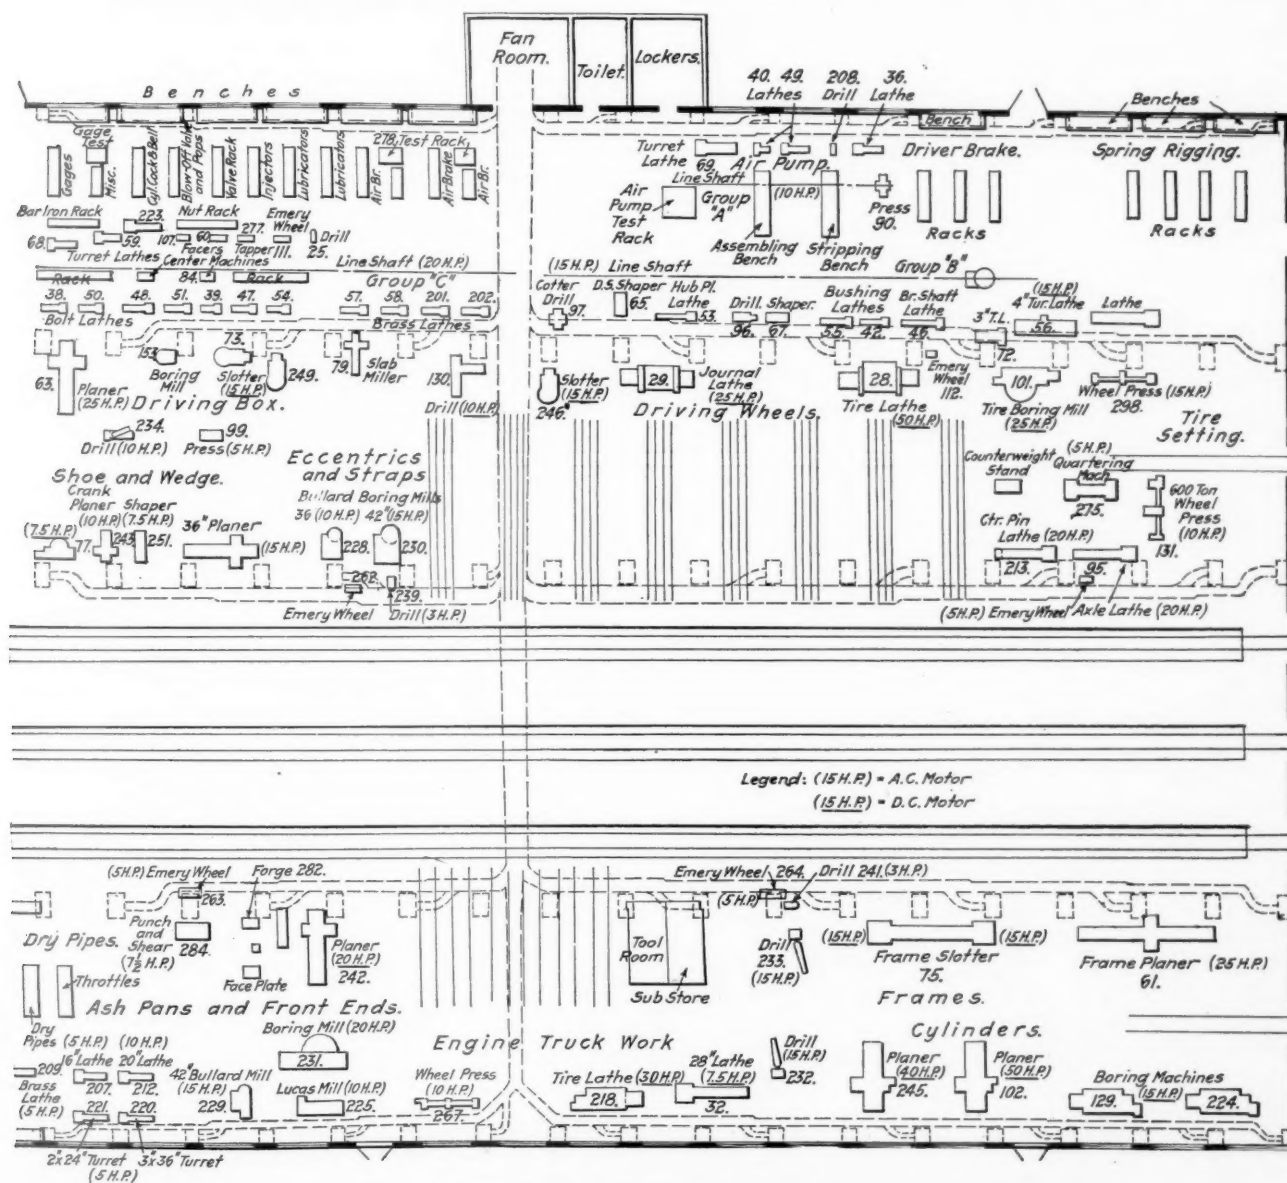 Fan
Room.
Toilet.
Lockers.
Benches
40. 49. 208. 36.
Lathes Drill Lathe
Benches
Bench
Gage
Test
Gages
Misc.
Cyl. Cock & Bell
Blow-Off Valve
and Pops
Valve Rack
Injectors
Lubricators
Lubricators
Air Br.
278, Test Rack,
Air Brake
Air Br.
Turret
Lathe 69.
Air Pump.
Driver Brake.
Spring Rigging.
Line Shaft
(10 H.P.)
Air
Pump
Test
Rack
Group
"A"
Press
90.
Assembling
Bench
Stripping
Bench
Racks
Racks
Bar Iron Rack
223.
Nut Rack
277.
Emery
Wheel
68.
59.
107.
60.
Facers
Tapper
111.
Drill
25.
Turret Lathes
Center Machines
84.
Rack
Rack
Line Shaft (20 H.P.)
Group "C"
(15 H.P.) Line Shaft
Group "B"
(15 H.P.)
38. 50. 48. 51. 39. 47. 54. 57. 58. 201. 202.
Bolt Lathes
Brass Lathes
Cotter
Drill
97.
D.S. Shaper
65.
Hub Pl.
Lathe
53.
Drill.
96.
Shaper.
67.
Bushing
Lathes
55. 42.
Br. Shaft
Lathe
46.
3" T.L.
72.
4" Tur. Lathe
56.
Lathe
63.
Planer
(25 H.P.)
153.
Boring
Mill
73.
Slotter
(15 H.P.)
249.
79.
Slab
Miller
130.
Drill (10 H.P.)
Driving Box.
Slotter
(15 H.P.)
246."
29.
Journal
Lathe
(25 H.P.)
Driving Wheels.
28.
Tire Lathe
(50 H.P.)
Emery
Wheel
112.
101.
Tire Boring Mill
(25 H.P.)
Wheel Press (15 H.P.)
298.
Tire
Setting.
234.
Drill (10 H.P.)
99.
Press (5 H.P.)
Eccentrics
and Straps
Bullard Boring Mills
36 (10 H.P.) 42" (15 H.P.)
228.
230.
Shoe and Wedge.
Crank
Planer Shaper
(10 H.P.) (7.5 H.P.)
(7.5 H.P.)
77.
243.
251.
36" Planer
(15 H.P.)
262.
Emery Wheel
239.
Drill (3 H.P.)
Counterweight
Stand
(5 H.P.)
Quartering
Mach.
275.
600 Ton
Wheel
Press
(10 H.P.)
131.
Ctr. Pin
Lathe (20 H.P.)
213.
95.
(5 H.P.) Emery Wheel
Axle Lathe (20 H.P.)
Legend: (15 H.P.) = A.C. Motor
(15 H.P.) = D.C. Motor
(5 H.P.) Emery Wheel
263.
Forge 282.
Emery Wheel 264.
(5 H.P.)
Drill 241. (3 H.P.)
Dry Pipes.
Punch
and
Shear
(7½ H.P.)
284.
Face Plate
Planer
(20 H.P.)
242.
Throttles
Dry
Pipes
Ash Pans and Front Ends.
Tool
Room
Sub Store
Drill
233.
(15 H.P.)
(15 H.P.)
Frame Slotter
75.
(15 H.P.)
Frame Planer (25 H.P.)
61.
Frames.
Cylinders.
Boring Mill (20 H.P.)
231.
Engine Truck Work
(5 H.P.) (10 H.P.)
209.
Brass
Lathe
(5 H.P.)
16" Lathe
207.
20" Lathe
212.
221.
220.
2"x24" Turret
(5 H.P.)
3x36" Turret
42" Bullard Mill
(15 H.P.)
229.
Lucas Mill (10 H.P.)
225.
Wheel Press
(10 H.P.)
267.
Tire Lathe (30 H.P.)
218.
28" Lathe
(7.5 H.P.)
32.
Drill
(15 H.P.)
232.
Planer
(40 H.P.)
245.
Planer
(50 H.P.)
102.
Boring Machines
(15 H.P.)
129.
224.